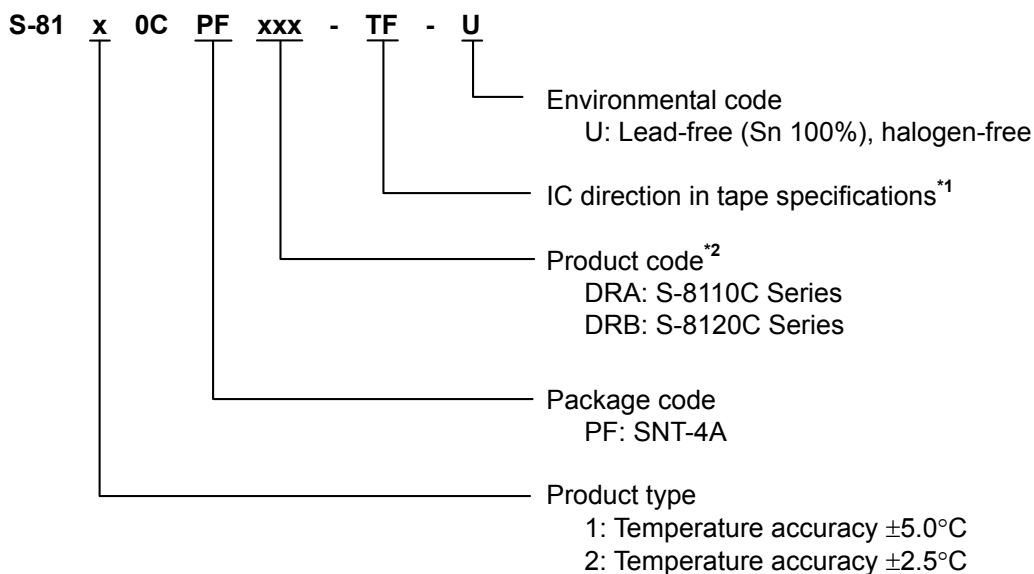 S-81 x 0C PF xxx - TF - U
Environmental code
U: Lead-free (Sn 100%), halogen-free
IC direction in tape specifications*1
Product code*2
DRA: S-8110C Series
DRB: S-8120C Series
Package code
PF: SNT-4A
Product type
1: Temperature accuracy ±5.0°C
2: Temperature accuracy ±2.5°C